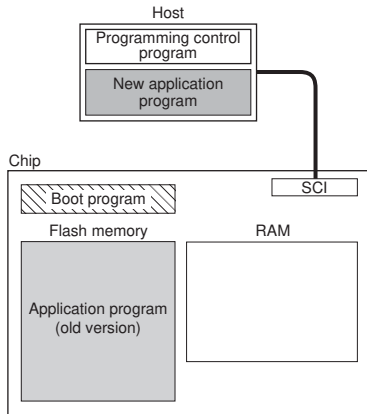 Host
Programming control
program
New application
program
Chip
SCI
Boot program
Flash memory
RAM
Application program
(old version)